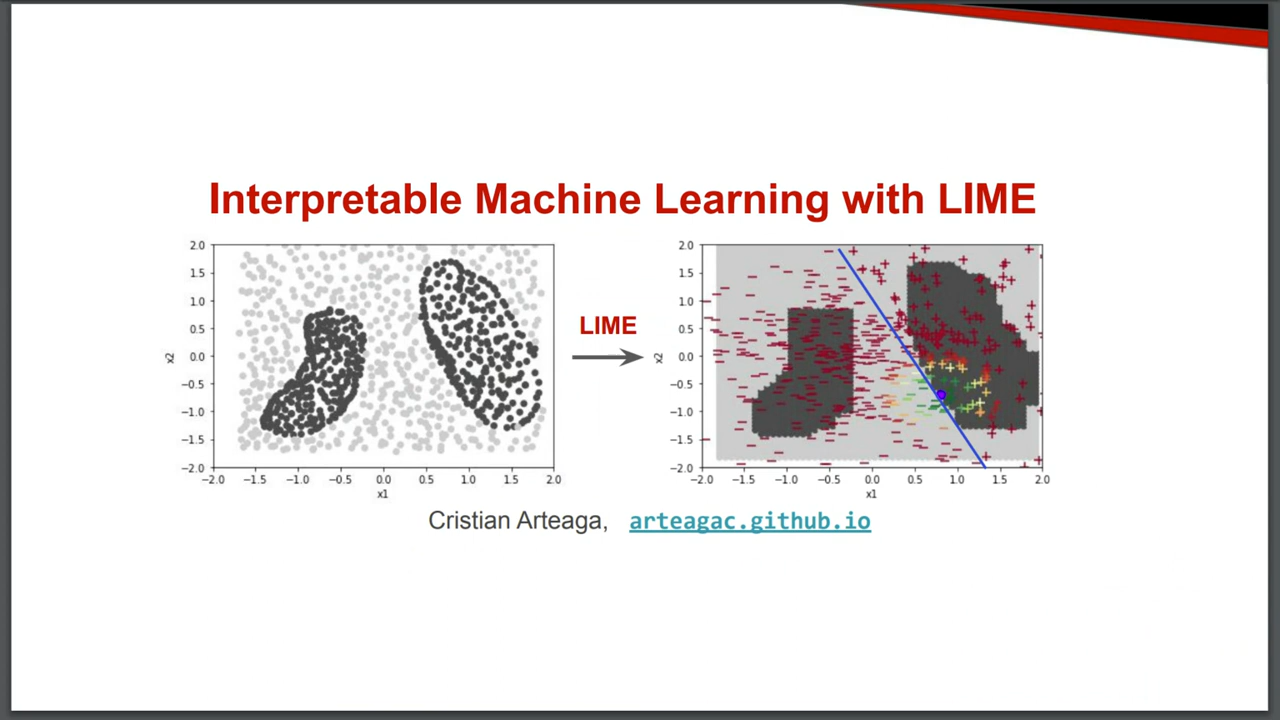 Interpretable Machine Learning with LIME
2.0
1.5
1.0
0.5
0.0
−0.5
−1.0
−1.5
−2.0
x2
−2.0 −1.5 −1.0 −0.5 0.0 0.5 1.0 1.5 2.0
x1
LIME
2.0
1.5
1.0
0.5
0.0
−0.5
−1.0
−1.5
−2.0
x2
−2.0 −1.5 −1.0 −0.5 0.0 0.5 1.0 1.5 2.0
x1
Cristian Arteaga, arteagac.github.io